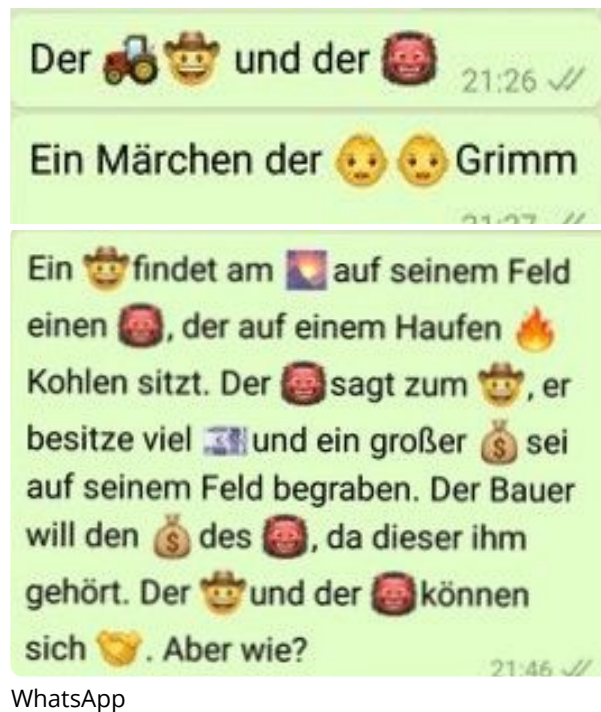 Der 🚜🤠 und der 👹 21:26
Ein Märchen der 👴👴 Grimm
21:27
Ein 🤠 findet am 🌄 auf seinem Feld
einen 👹, der auf einem Haufen 🔥
Kohlen sitzt. Der 👹 sagt zum 🤠, er
besitze viel 💶 und ein großer 💰 sei
auf seinem Feld begraben. Der Bauer
will den 💰 des 👹, da dieser ihm
gehört. Der 🤠 und der 👹 können
sich 🤝. Aber wie? 21:46
WhatsApp